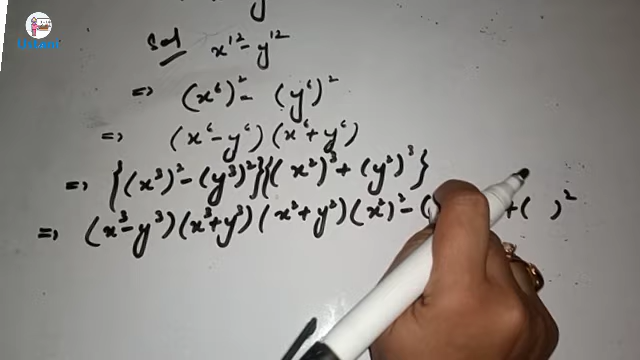 y
Sol x¹² - y¹²
=> (x⁶)² - (y⁶)²
=> (x⁶ - y⁶) (x⁶ + y⁶)
=> {(x³)² - (y³)²}{(x²)³ + (y²)³}
=> (x³ - y³) (x³ + y³) (x² + y²) (x²)² - ( + ( )²